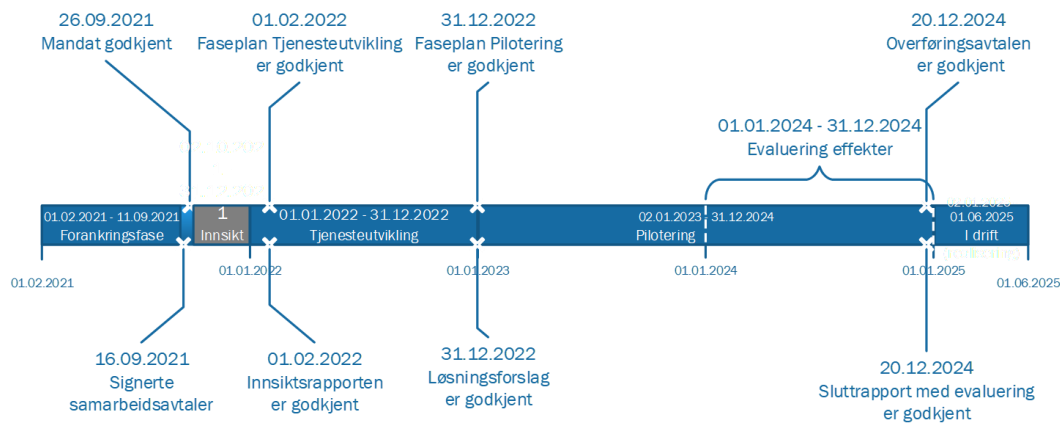 26.09.2021
Mandat godkjent
01.02.2022
Faseplan Tjenesteutvikling
er godkjent
31.12.2022
Faseplan Pilotering
er godkjent
20.12.2024
Overføringsavtalen
er godkjent
01.01.2024 - 31.12.2024
Evaluering effekter
01.02.2021 - 11.09.2021
Forankringsfase
1
Innsikt
01.01.2022 - 31.12.2022
Tjenesteutvikling
02.01.2023 - 31.12.2024
Pilotering
01.06.2025
I drift
01.02.2021
01.01.2022
01.01.2023
01.01.2024
01.01.2025
01.06.2025
16.09.2021
Signerte
samarbeidsavtaler
01.02.2022
Innsiktsrapporten
er godkjent
31.12.2022
Løsningsforslag
er godkjent
20.12.2024
Sluttrapport med evaluering
er godkjent